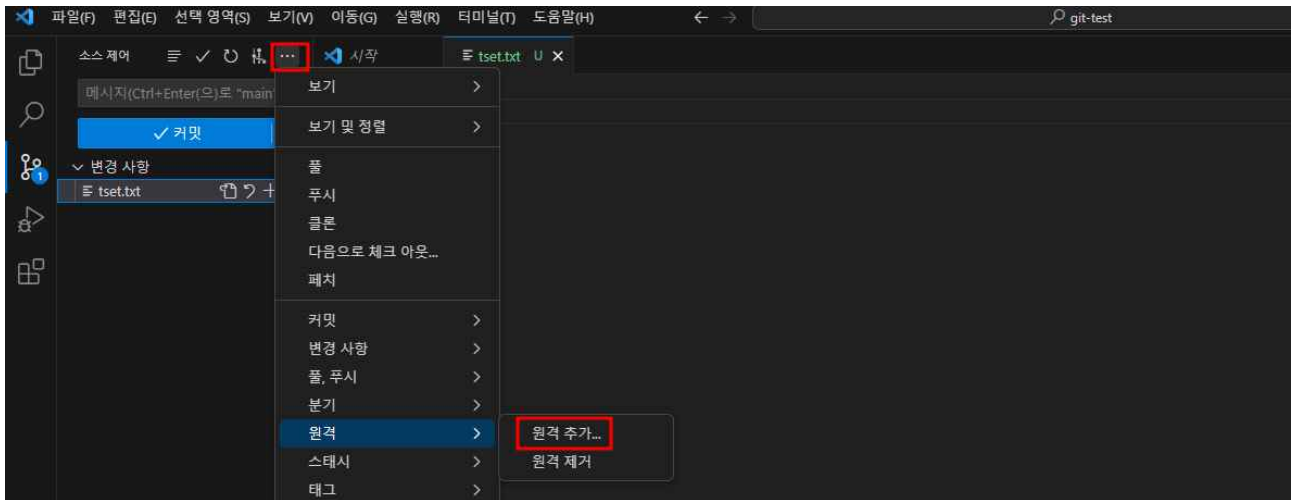 파일(F) 편집(E) 선택 영역(S) 보기(V) 이동(G) 실행(R) 터미널(T) 도움말(H) git-test
소스 제어 ... 시작 tset.txt U
메시지(Ctrl+Enter(으)로 "main"
커밋
변경 사항
1
tset.txt
보기
보기 및 정렬
풀
푸시
클론
다음으로 체크 아웃...
페치
커밋
변경 사항
풀, 푸시
분기
원격
스태시
태그
원격 추가...
원격 제거